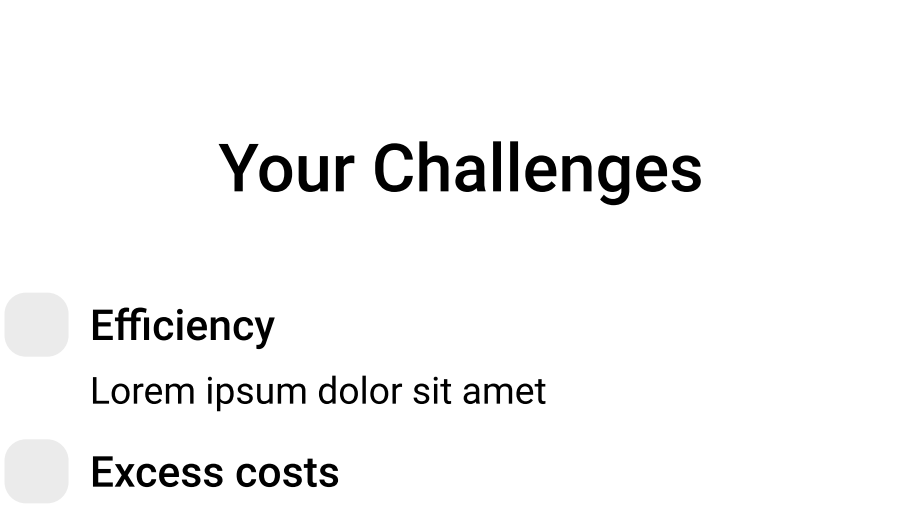 Your Challenges
Efficiency
Lorem ipsum dolor sit amet
Excess costs